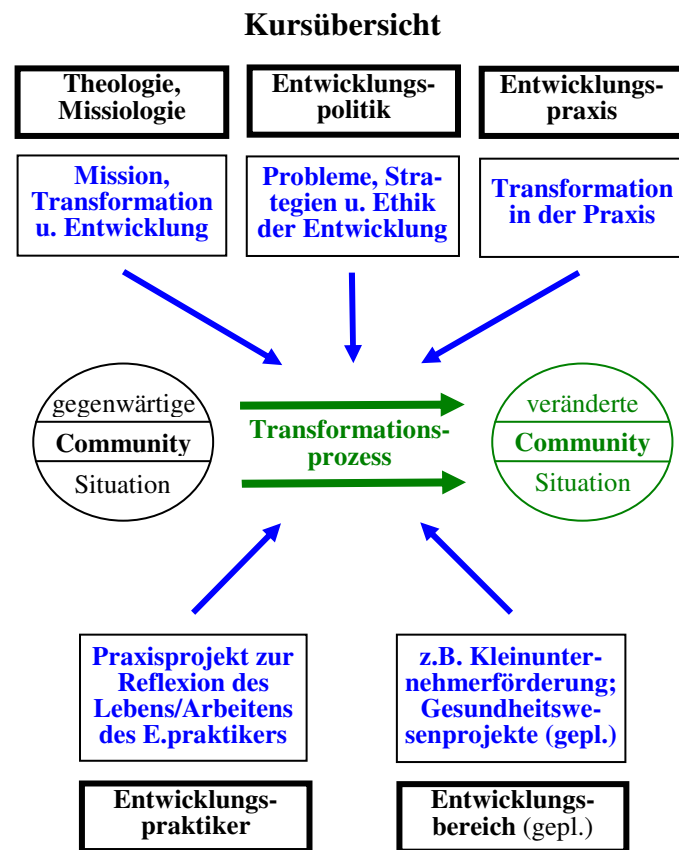 Kursübersicht
Theologie,
Missiologie
Entwicklungs-
politik
Entwicklungs-
praxis
Mission,
Transformation
u. Entwicklung
Probleme, Stra-
tegien u. Ethik
der Entwicklung
Transformation
in der Praxis
gegenwärtige
Community
Situation
Transformations-
prozess
veränderte
Community
Situation
Praxisprojekt zur
Reflexion des
Lebens/Arbeitens
des E.praktikers
z.B. Kleinunter-
nehmerförderung;
Gesundheitswe-
senprojekte (gepl.)
Entwicklungs-
praktiker
Entwicklungs-
bereich (gepl.)